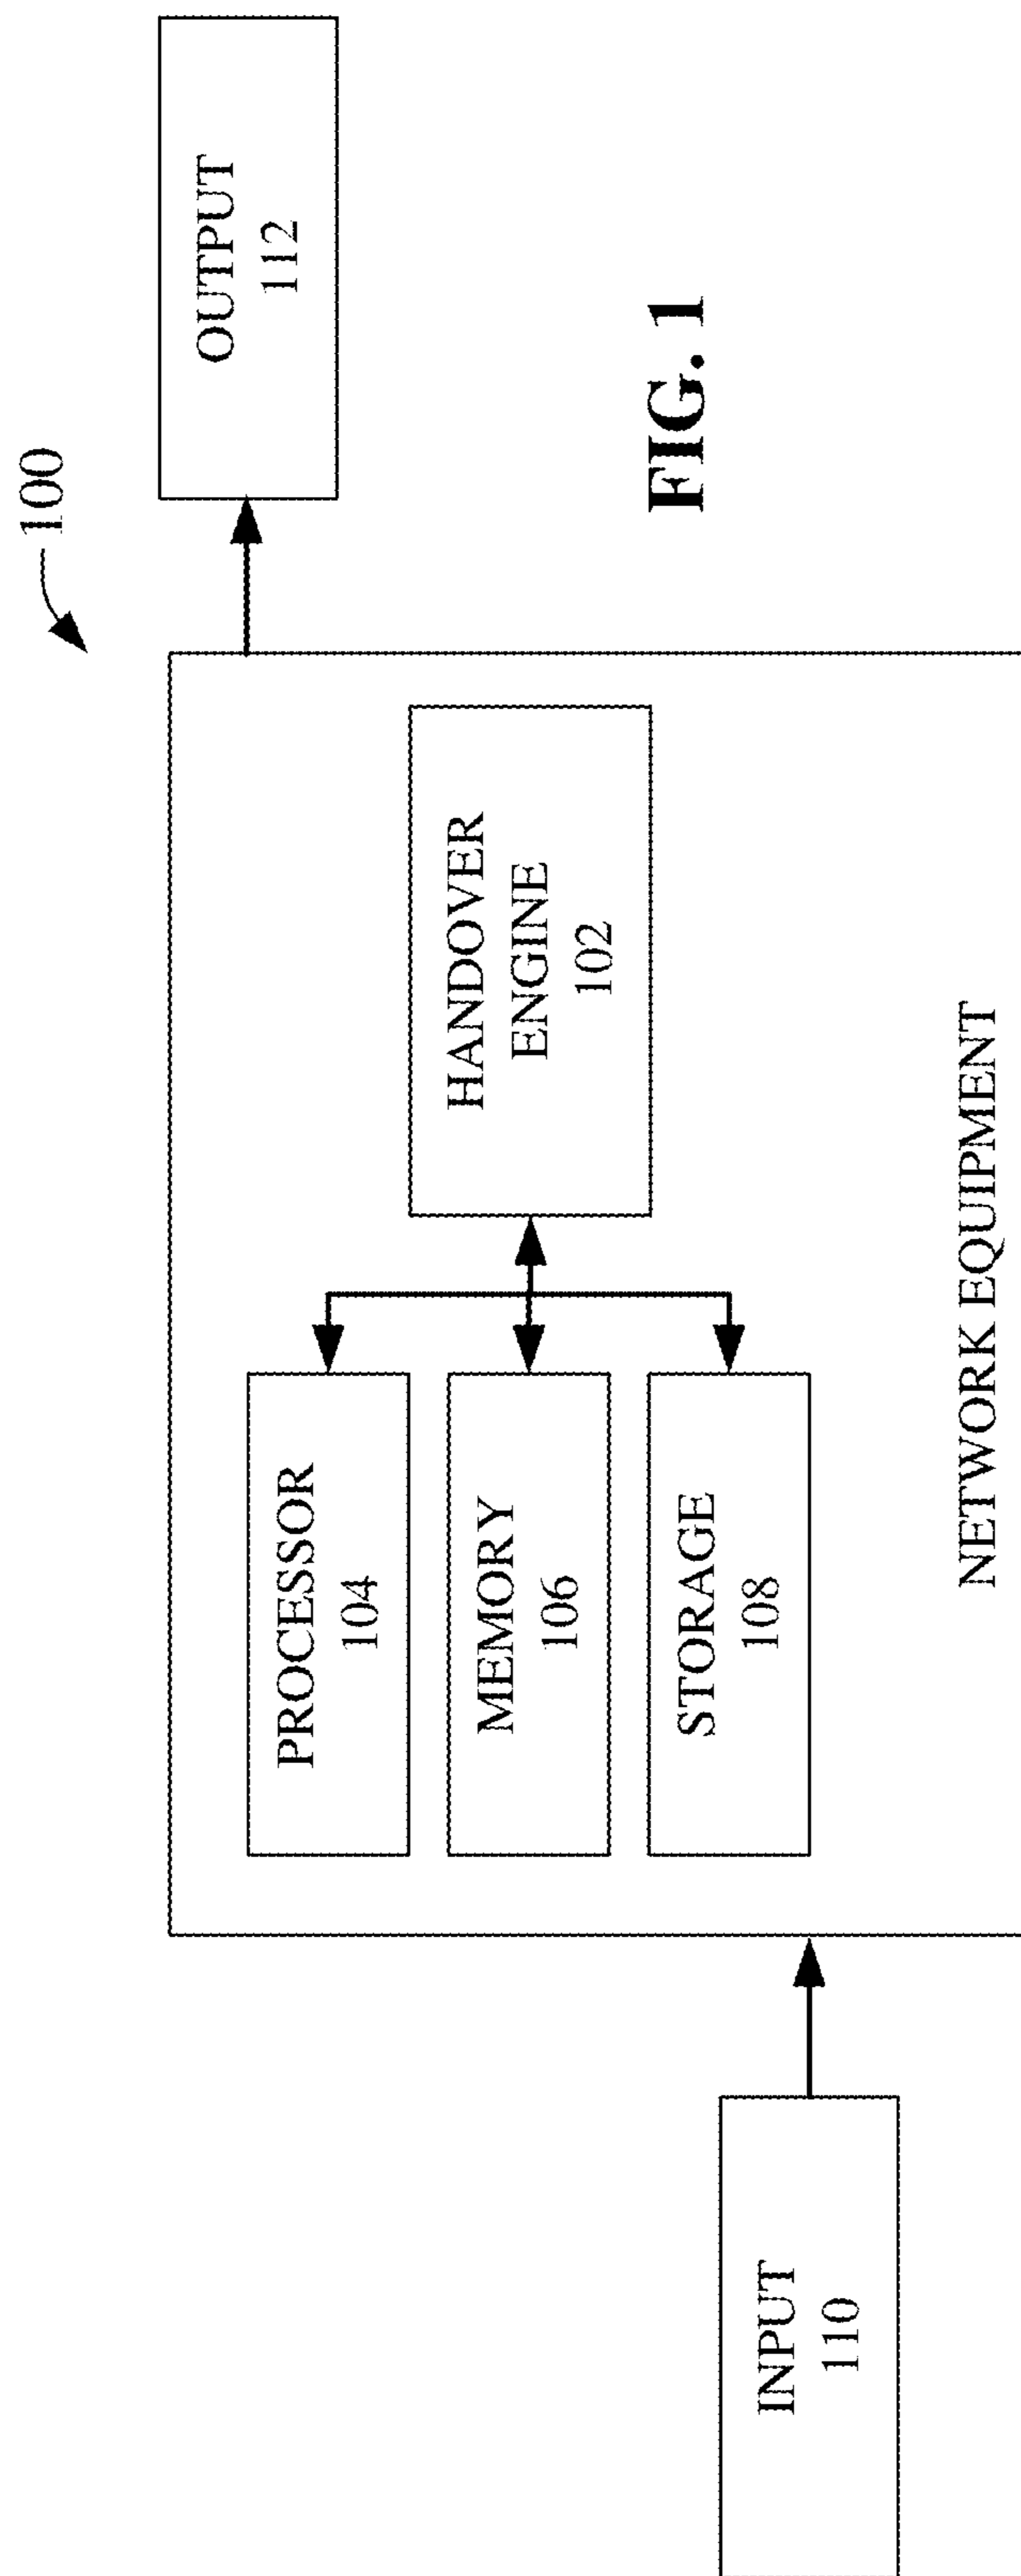 100
PROCESSOR
104
MEMORY
106
STORAGE
108
HANDOVER
ENGINE
102
OUTPUT
112
INPUT
110
NETWORK EQUIPMENT
FIG. 1